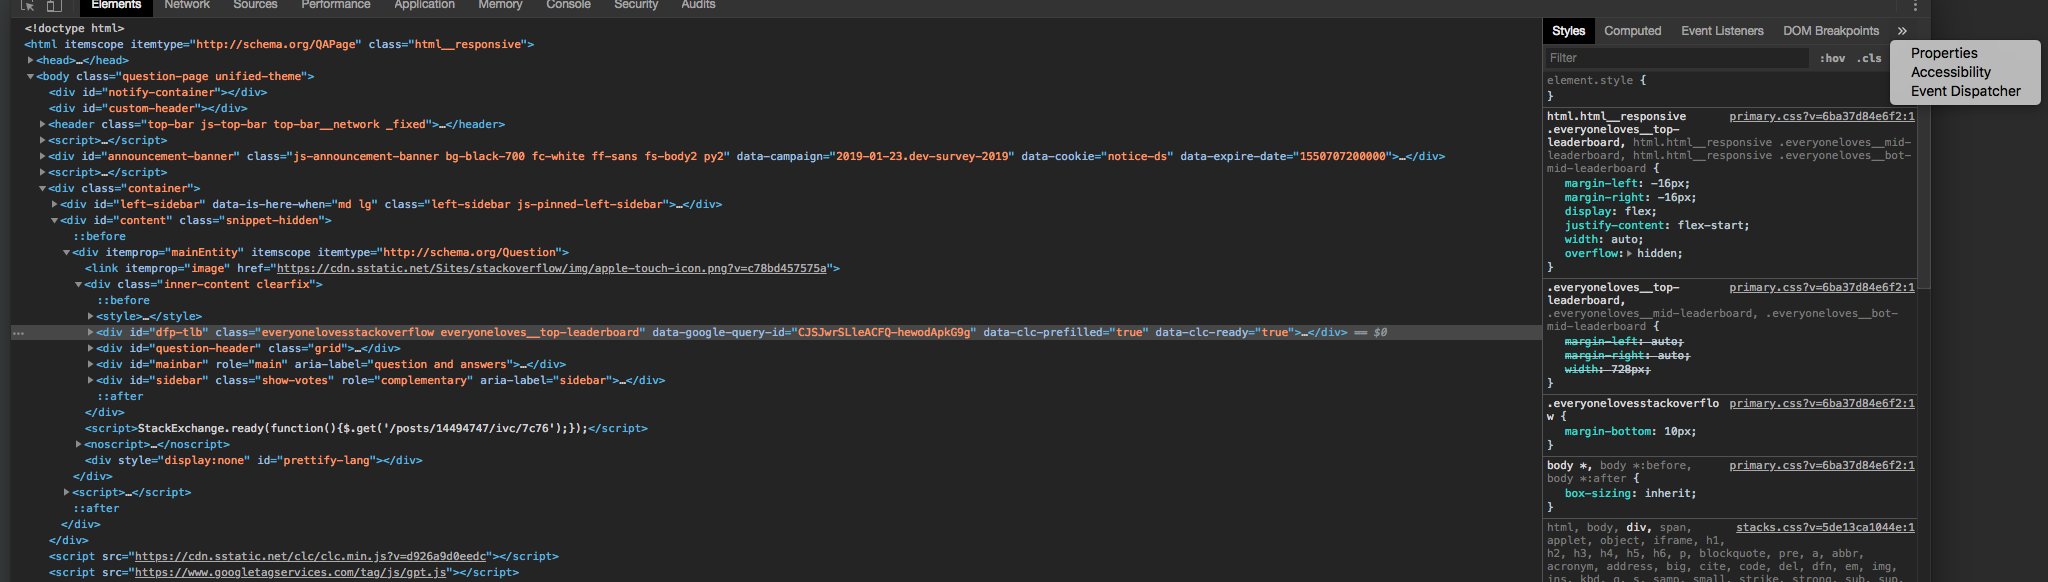 Elements Network Sources Performance Application Memory Console Security Audits
<!doctype html>
<html itemscope itemtype="http://schema.org/QAPage" class="html__responsive">
<head>…</head>
<body class="question-page unified-theme">
<div id="notify-container"></div>
<div id="custom-header"></div>
<header class="top-bar js-top-bar top-bar__network _fixed">…</header>
<script>…</script>
<div id="announcement-banner" class="js-announcement-banner bg-black-700 fc-white ff-sans fs-body2 py2" data-campaign="2019-01-23.dev-survey-2019" data-cookie="notice-ds" data-expire-date="1550707200000">…</div>
<script>…</script>
<div class="container">
<div id="left-sidebar" data-is-here-when="md lg" class="left-sidebar js-pinned-left-sidebar">…</div>
<div id="content" class="snippet-hidden">
::before
<div itemprop="mainEntity" itemscope itemtype="http://schema.org/Question">
<link itemprop="image" href="https://cdn.sstatic.net/Sites/stackoverflow/img/apple-touch-icon.png?v=c78bd457575a">
<div class="inner-content clearfix">
::before
<style>…</style>
<div id="dfp-tlb" class="everyonelovesstackoverflow everyoneloves__top-leaderboard" data-google-query-id="CJSJwrSLleACFQ-hewodApkG9g" data-clc-prefilled="true" data-clc-ready="true">…</div> == $0
<div id="question-header" class="grid">…</div>
<div id="mainbar" role="main" aria-label="question and answers">…</div>
<div id="sidebar" class="show-votes" role="complementary" aria-label="sidebar">…</div>
::after
</div>
<script>StackExchange.ready(function(){$.get('/posts/14494747/ivc/7c76');});</script>
<noscript>…</noscript>
<div style="display:none" id="prettify-lang"></div>
</div>
<script>…</script>
::after
</div>
</div>
<script src="https://cdn.sstatic.net/clc/clc.min.js?v=d926a9d0eedc"></script>
<script src="https://www.googletagservices.com/tag/js/gpt.js"></script>
Styles Computed Event Listeners DOM Breakpoints »
Properties
Accessibility
Event Dispatcher
Filter :hov .cls
element.style {
}
html.html__responsive primary.css?v=6ba37d84e6f2:1
.everyoneloves__top-
leaderboard, html.html__responsive .everyoneloves__mid-
leaderboard, html.html__responsive .everyoneloves__bot-
mid-leaderboard {
margin-left: -16px;
margin-right: -16px;
display: flex;
justify-content: flex-start;
width: auto;
overflow: hidden;
}
.everyoneloves__top- primary.css?v=6ba37d84e6f2:1
leaderboard,
.everyoneloves__mid-leaderboard, .everyoneloves__bot-
mid-leaderboard {
margin-left: auto;
margin-right: auto;
width: 728px;
}
.everyonelovesstackoverflo primary.css?v=6ba37d84e6f2:1
w {
margin-bottom: 10px;
}
body *, body *:before, primary.css?v=6ba37d84e6f2:1
body *:after {
box-sizing: inherit;
}
html, body, div, span, stacks.css?v=5de13ca1044e:1
applet, object, iframe, h1,
h2, h3, h4, h5, h6, p, blockquote, pre, a, abbr,
acronym, address, big, cite, code, del, dfn, em, img,
ins, kbd, q, s, samp, small, strike, strong, sub, sup,